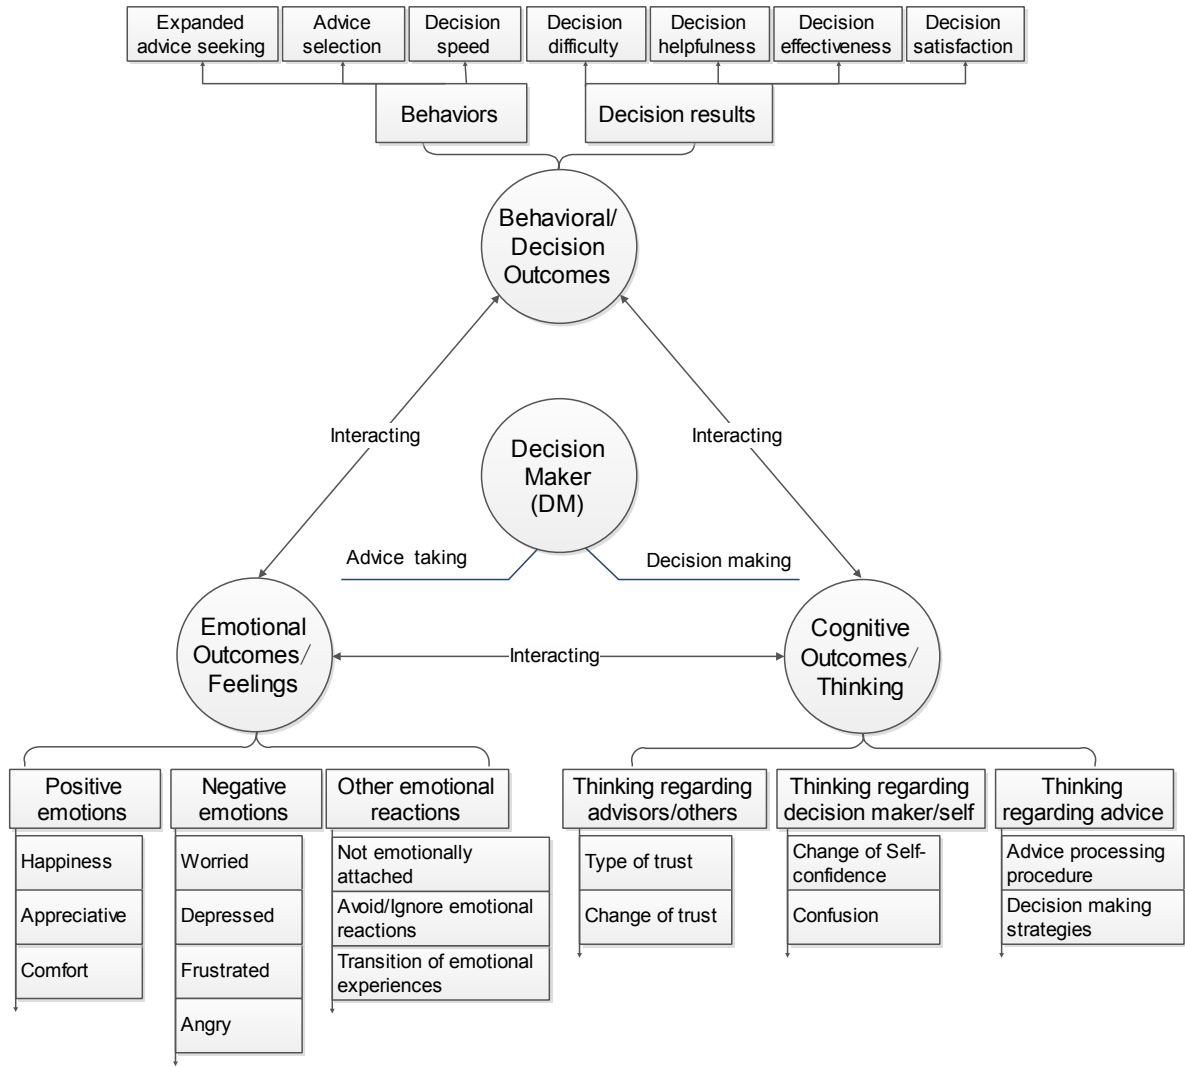 Expanded
advice seeking
Advice
selection
Decision
speed
Decision
difficulty
Decision
helpfulness
Decision
effectiveness
Decision
satisfaction
Behaviors
Decision results
Behavioral/
Decision
Outcomes
Interacting
Interacting
Decision
Maker
(DM)
Advice taking
Decision making
Emotional
Outcomes/
Feelings
Interacting
Cognitive
Outcomes/
Thinking
Positive
emotions
Happiness
Appreciative
Comfort
Negative
emotions
Worried
Depressed
Frustrated
Angry
Other emotional
reactions
Not emotionally
attached
Avoid/Ignore emotional
reactions
Transition of emotional
experiences
Thinking regarding
advisors/others
Type of trust
Change of trust
Thinking regarding
decision maker/self
Change of Self-
confidence
Confusion
Thinking
regarding advice
Advice processing
procedure
Decision making
strategies